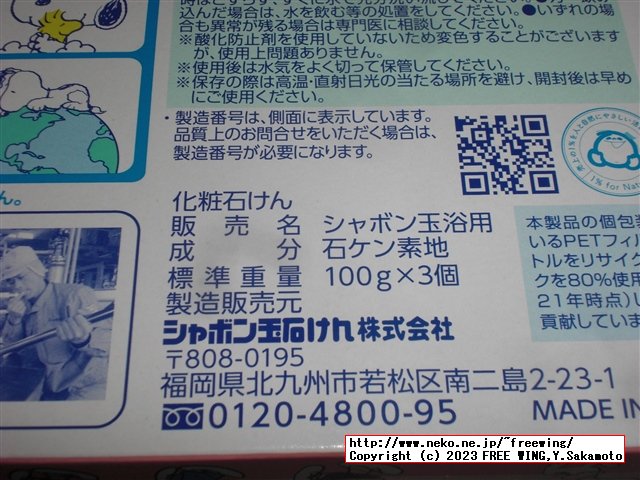 込んだ場合は、水を飲む等の処置をしてください。●いずれの場合
も異常が残る場合は専門医に相談してください。
※酸化防止剤を使用していないため変色することがございます
が、使用上問題ありません。
※使用後は水気をよく切って保管してください。
※保存の際は高温・直射日光の当たる場所を避け、開封後は早め
にご使用ください。
・製造番号は、側面に表示しています。
品質上のお問合せをいただく場合は、
製造番号が必要になります。
ん。
化粧石けん
販売名 シャボン玉浴用
成分 石ケン素地
標準重量 100g×3個
製造販売元
シャボン玉石けん株式会社
〒808-0195
福岡県北九州市若松区南二島2-23-1
0120-4800-95
MADE IN
本製品の個包装
いるPETフィル
トルをリサイク
クを80%使用
21年時点)
貢献していま
1% for Nat
http://www.neko.ne.jp/~freewing/
Copyright (c) 2023 FREE WING,Y.Sakamoto